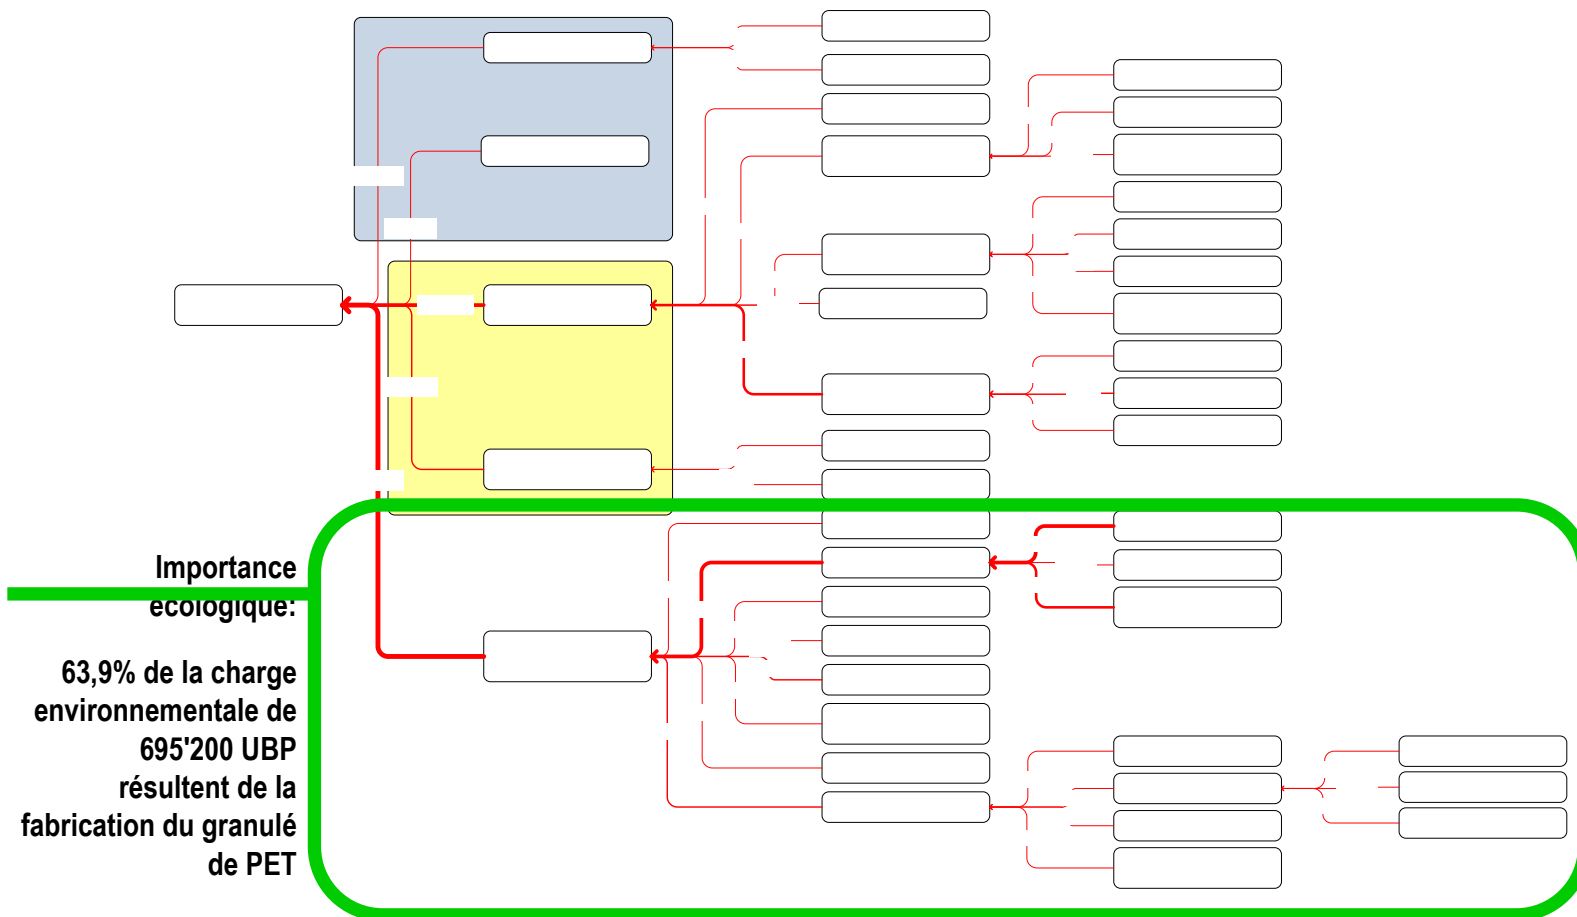 Importance
écologique:
63,9% de la charge
environnementale de
695'200 UBP
résultent de la
fabrication du granulé
de PET